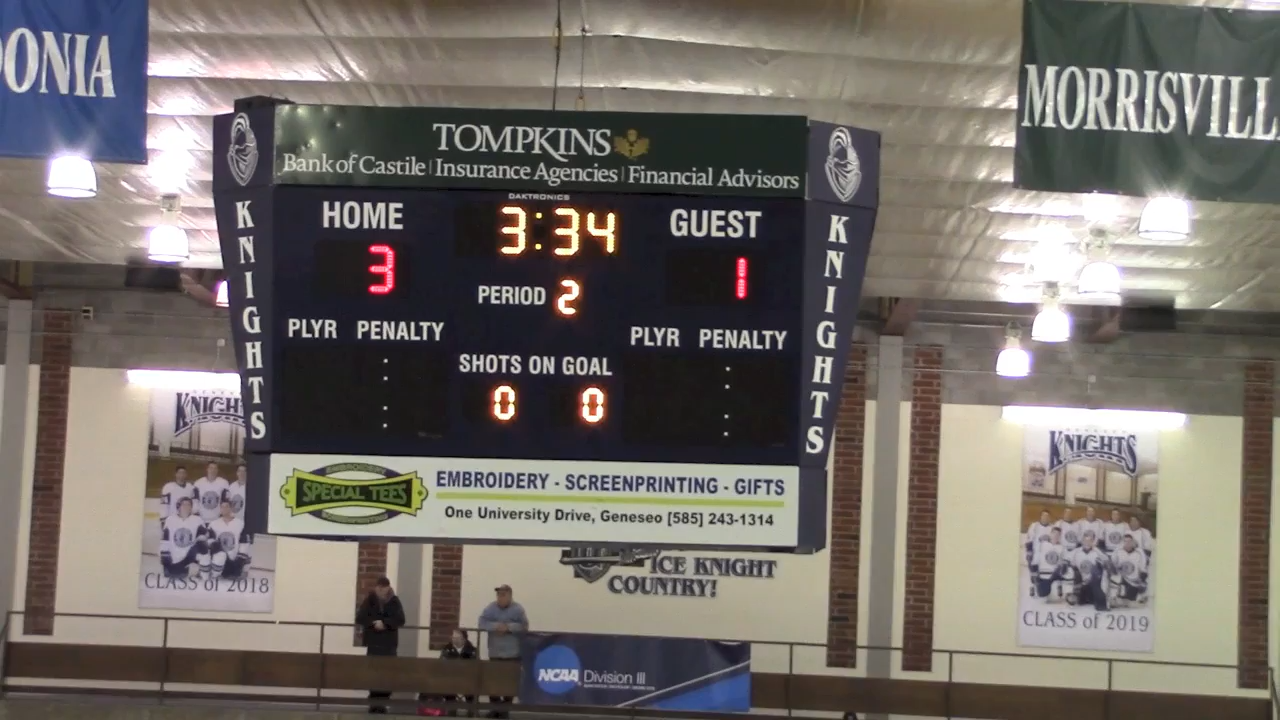 ONIA
MORRISVILL
TOMPKINS
Bank of Castile | Insurance Agencies | Financial Advisors
DAKTRONICS
KNIGHTS
KNIGHTS
HOME
3:34
GUEST
3
1
PERIOD 2
PLYR PENALTY
PLYR PENALTY
SHOTS ON GOAL
: :
0 0
: :
EMBROIDERY
SPECIAL TEES
EMBROIDERY - SCREENPRINTING - GIFTS
One University Drive, Geneseo [585] 243-1314
KNIGH
CLASS of 2018
KNIGHTS
CLASS of 2019
ICE KNIGHT
COUNTRY!
NCAA Division III